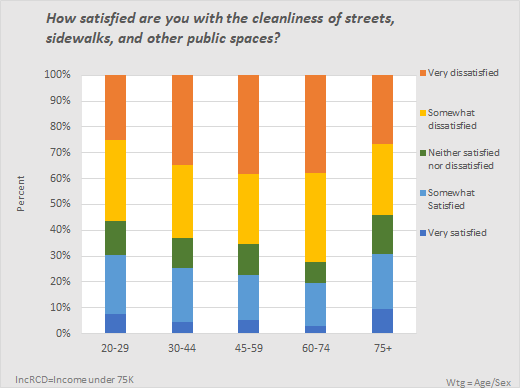 How satisfied are you with the cleanliness of streets,
sidewalks, and other public spaces?
100%
90%
80%
70%
60%
50%
40%
30%
20%
10%
0%
Percent
20-29
30-44
45-59
60-74
75+
Very dissatisfied
Somewhat
dissatisfied
Neither satisfied
nor dissatisfied
Somewhat
Satisfied
Very satisfied
IncRCD=Income under 75K
Wtg = Age/Sex